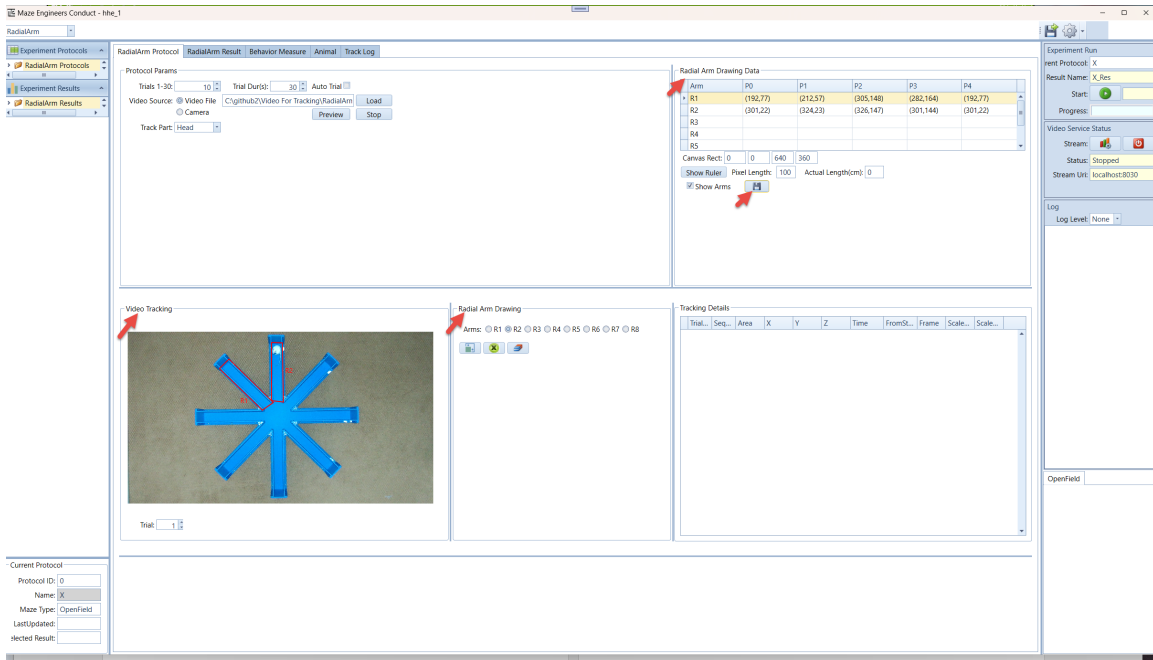 Maze Engineers Conduct - hhe_1
RadialArm
Experiment Protocols
RadialArm Protocols
Experiment Results
RadialArm Results
RadialArm Protocol RadialArm Result Behavior Measure Animal Track Log
Protocol Params
Trials 1-30: 10 Trial Dur(s): 30 Auto Trial
Video Source: Video File C:\github2\Video For Tracking\RadialArm Load
Camera Preview Stop
Track Part: Head
Radial Arm Drawing Data
Arm P0 P1 P2 P3 P4
R1 (192,77) (212,57) (305,148) (282,164) (192,77)
R2 (301,22) (324,23) (326,147) (301,144) (301,22)
R3
R4
R5
Canvas Rect: 0 0 640 360
Show Ruler Pixel Length: 100 Actual Length(cm): 0
Show Arms
Experiment Run
rent Protocol: X
Result Name: X_Res
Start:
Progress:
Video Service Status
Stream:
Status: Stopped
Stream Uri: localhost:8030
Log
Log Level: None
OpenField
Video Tracking
R1
Trial: 1
Radial Arm Drawing
Arms: R1 R2 R3 R4 R5 R6 R7 R8
Tracking Details
Trial... Seq... Area X Y Z Time FromSt... Frame Scale... Scale...
Current Protocol
Protocol ID: 0
Name: X
Maze Type: OpenField
LastUpdated:
elected Result: